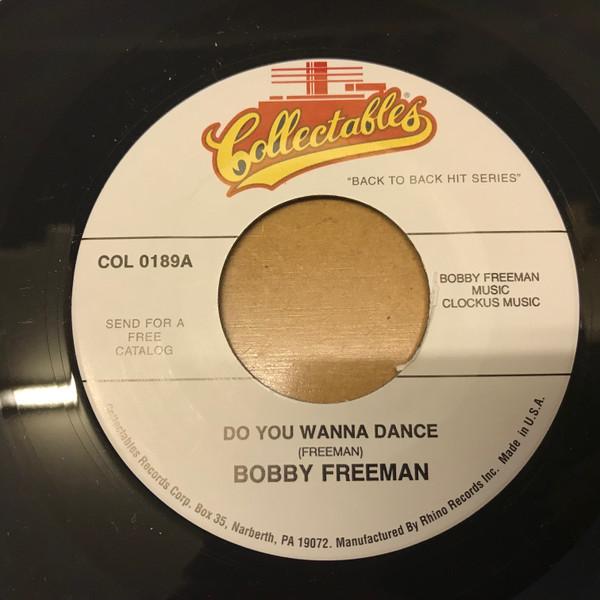 Collectables®
"BACK TO BACK HIT SERIES"
COL 0189A
BOBBY FREEMAN
MUSIC
CLOCKUS MUSIC
SEND FOR A
FREE
CATALOG
DO YOU WANNA DANCE
(FREEMAN)
BOBBY FREEMAN
Collectables Records Corp. Box 35, Narberth, PA 19072. Manufactured By Rhino Records Inc. Made in U.S.A.